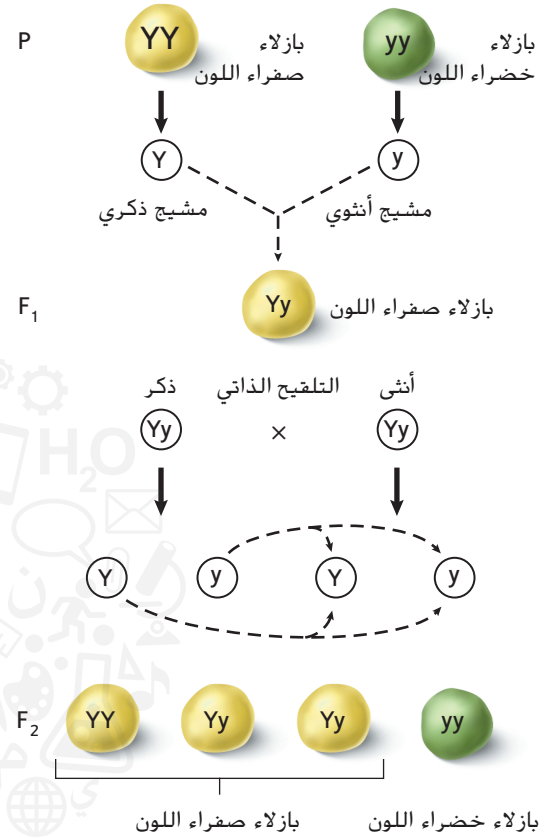 P
YY
بازلاء
صفراء اللون
yy
بازلاء
خضراء اللون
Y
y
مشيج ذكري
مشيج أنثوي
F₁
Yy
بازلاء صفراء اللون
ذكر
التلقيح الذاتي
أنثى
Yy
×
Yy
H₂O
Y
y
Y
y
ن
F₂
YY
Yy
Yy
yy
ي
بازلاء صفراء اللون
بازلاء خضراء اللون